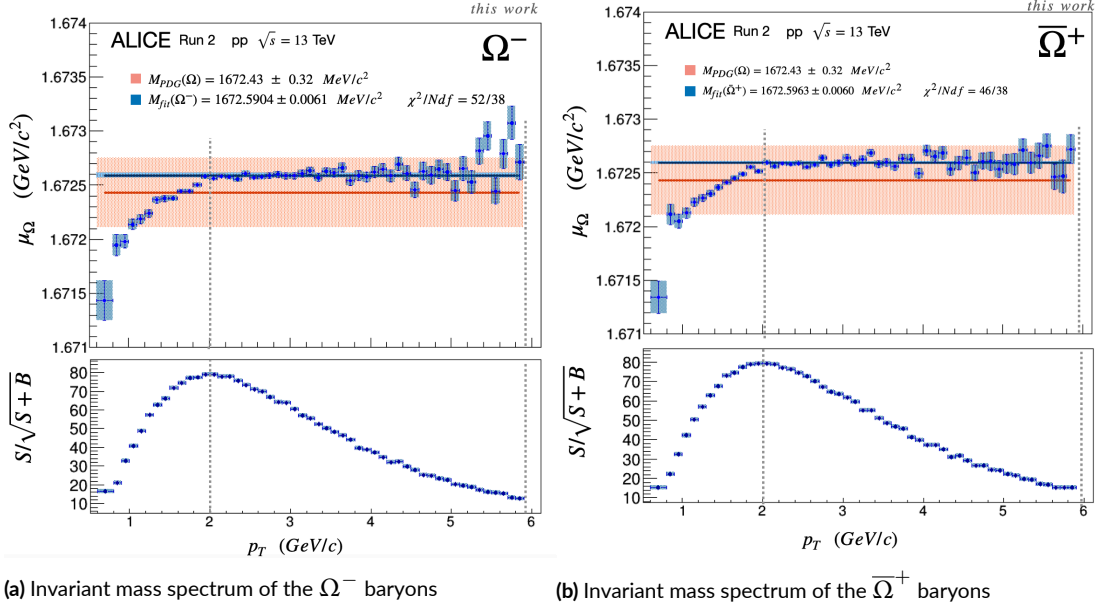 this work
ALICE Run 2 pp √s = 13 TeV
Ω⁻
M_PDG(Ω) = 1672.43 ± 0.32 MeV/c²
M_fit(Ω⁻) = 1672.5904 ± 0.0061 MeV/c² χ²/Ndf = 52/38
μ_Ω (GeV/c²)
1.674
1.6735
1.673
1.6725
1.672
1.6715
1.671
S/√S + B
80
70
60
50
40
30
20
10
1 2 3 4 5 6
p_T (GeV/c)
(a) Invariant mass spectrum of the Ω⁻ baryons
this work
ALICE Run 2 pp √s = 13 TeV
Ω̅⁺
M_PDG(Ω) = 1672.43 ± 0.32 MeV/c²
M_fit(Ω̄⁺) = 1672.5963 ± 0.0060 MeV/c² χ²/Ndf = 46/38
μ_Ω (GeV/c²)
1.674
1.6735
1.673
1.6725
1.672
1.6715
1.671
S/√S + B
80
70
60
50
40
30
20
10
1 2 3 4 5 6
p_T (GeV/c)
(b) Invariant mass spectrum of the Ω̅⁺ baryons